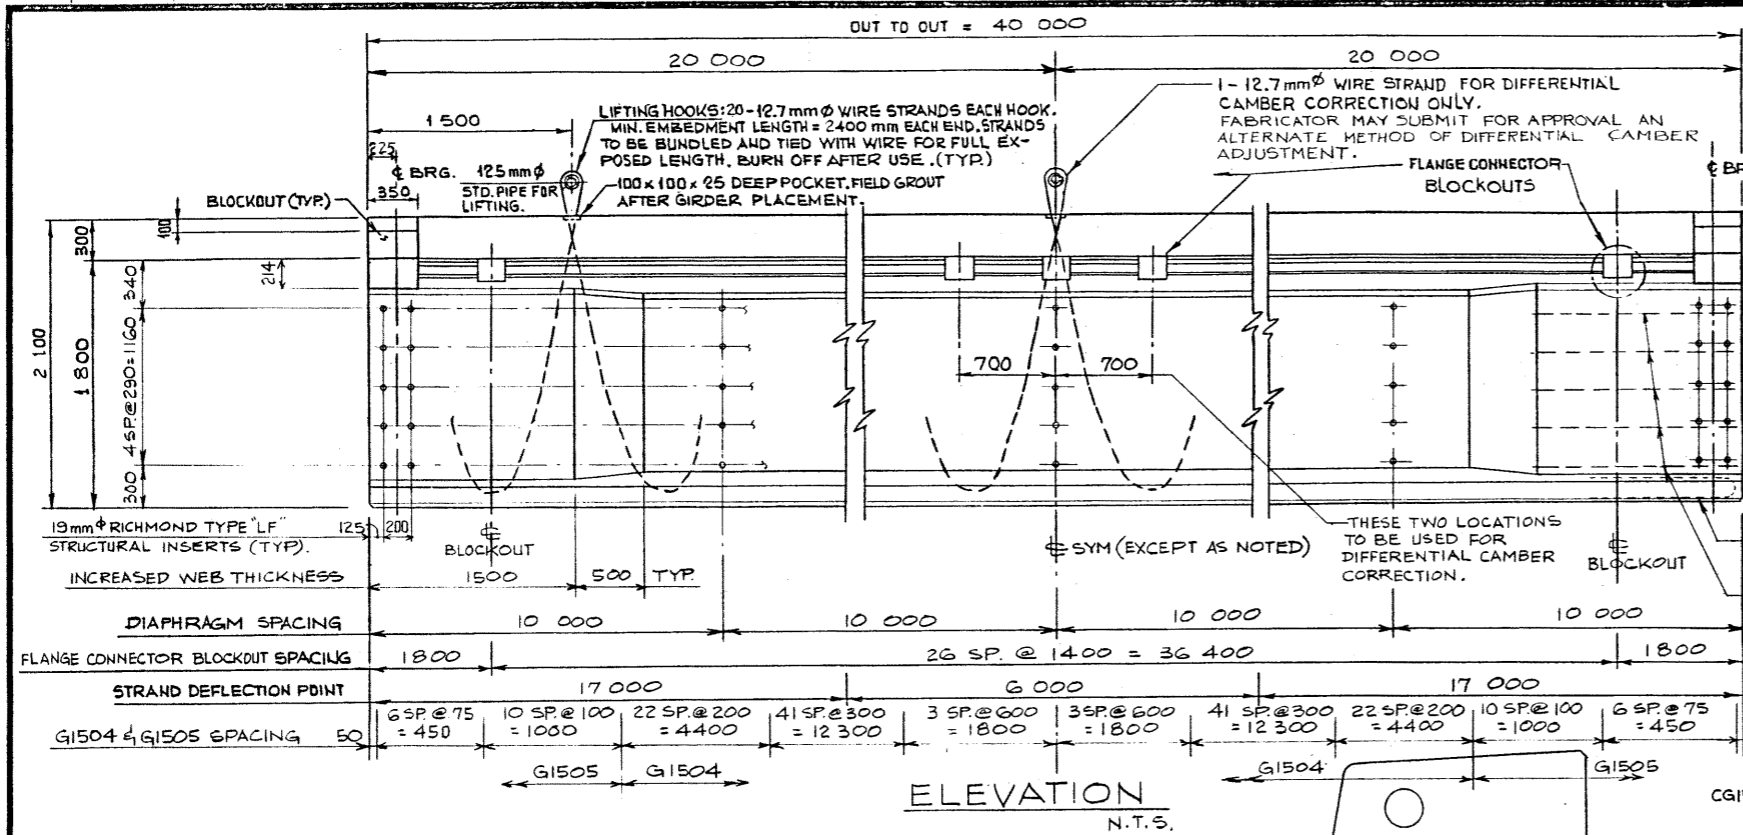 OUT TO OUT = 40 000
20 000
20 000
1 500
LIFTING HOOKS: 20-12.7mmϕ WIRE STRANDS EACH HOOK.
MIN. EMBEDMENT LENGTH = 2400 mm EACH END. STRANDS
TO BE BUNDLED AND TIED WITH WIRE FOR FULL EX-
POSED LENGTH. BURN OFF AFTER USE. (TYP.)
1-12.7mmϕ WIRE STRAND FOR DIFFERENTIAL
CAMBER CORRECTION ONLY.
FABRICATOR MAY SUBMIT FOR APPROVAL AN
ALTERNATE METHOD OF DIFFERENTIAL CAMBER
ADJUSTMENT.
225
℄ BRG.
350
125mmϕ
STD. PIPE FOR
LIFTING.
100 x 100 x 25 DEEP POCKET. FIELD GROUT
AFTER GIRDER PLACEMENT.
FLANGE CONNECTOR
BLOCKOUTS
℄ BR
BLOCKOUT (TYP.)
100
300
214
340
2 100
1 800
4 SP.@290=1160
300
700
700
19mmϕ RICHMOND TYPE "LF"
STRUCTURAL INSERTS (TYP).
125
200
℄
BLOCKOUT
℄ SYM (EXCEPT AS NOTED)
THESE TWO LOCATIONS
TO BE USED FOR
DIFFERENTIAL CAMBER
CORRECTION.
℄
BLOCKOUT
INCREASED WEB THICKNESS
1500
500
TYP.
DIAPHRAGM SPACING
10 000
10 000
10 000
10 000
FLANGE CONNECTOR BLOCKOUT SPACING
1800
26 SP. @ 1400 = 36 400
1800
STRAND DEFLECTION POINT
17 000
6 000
17 000
G1504 & G1505 SPACING
50
6 SP. @ 75
= 450
10 SP. @ 100
= 1000
22 SP. @ 200
= 4400
41 SP. @ 300
= 12 300
3 SP. @ 600
= 1800
3 SP. @ 600
= 1800
41 SP. @ 300
= 12 300
22 SP. @ 200
= 4400
10 SP. @ 100
= 1000
6 SP. @ 75
= 450
G1505
G1504
G1504
G1505
ELEVATION
N.T.S.